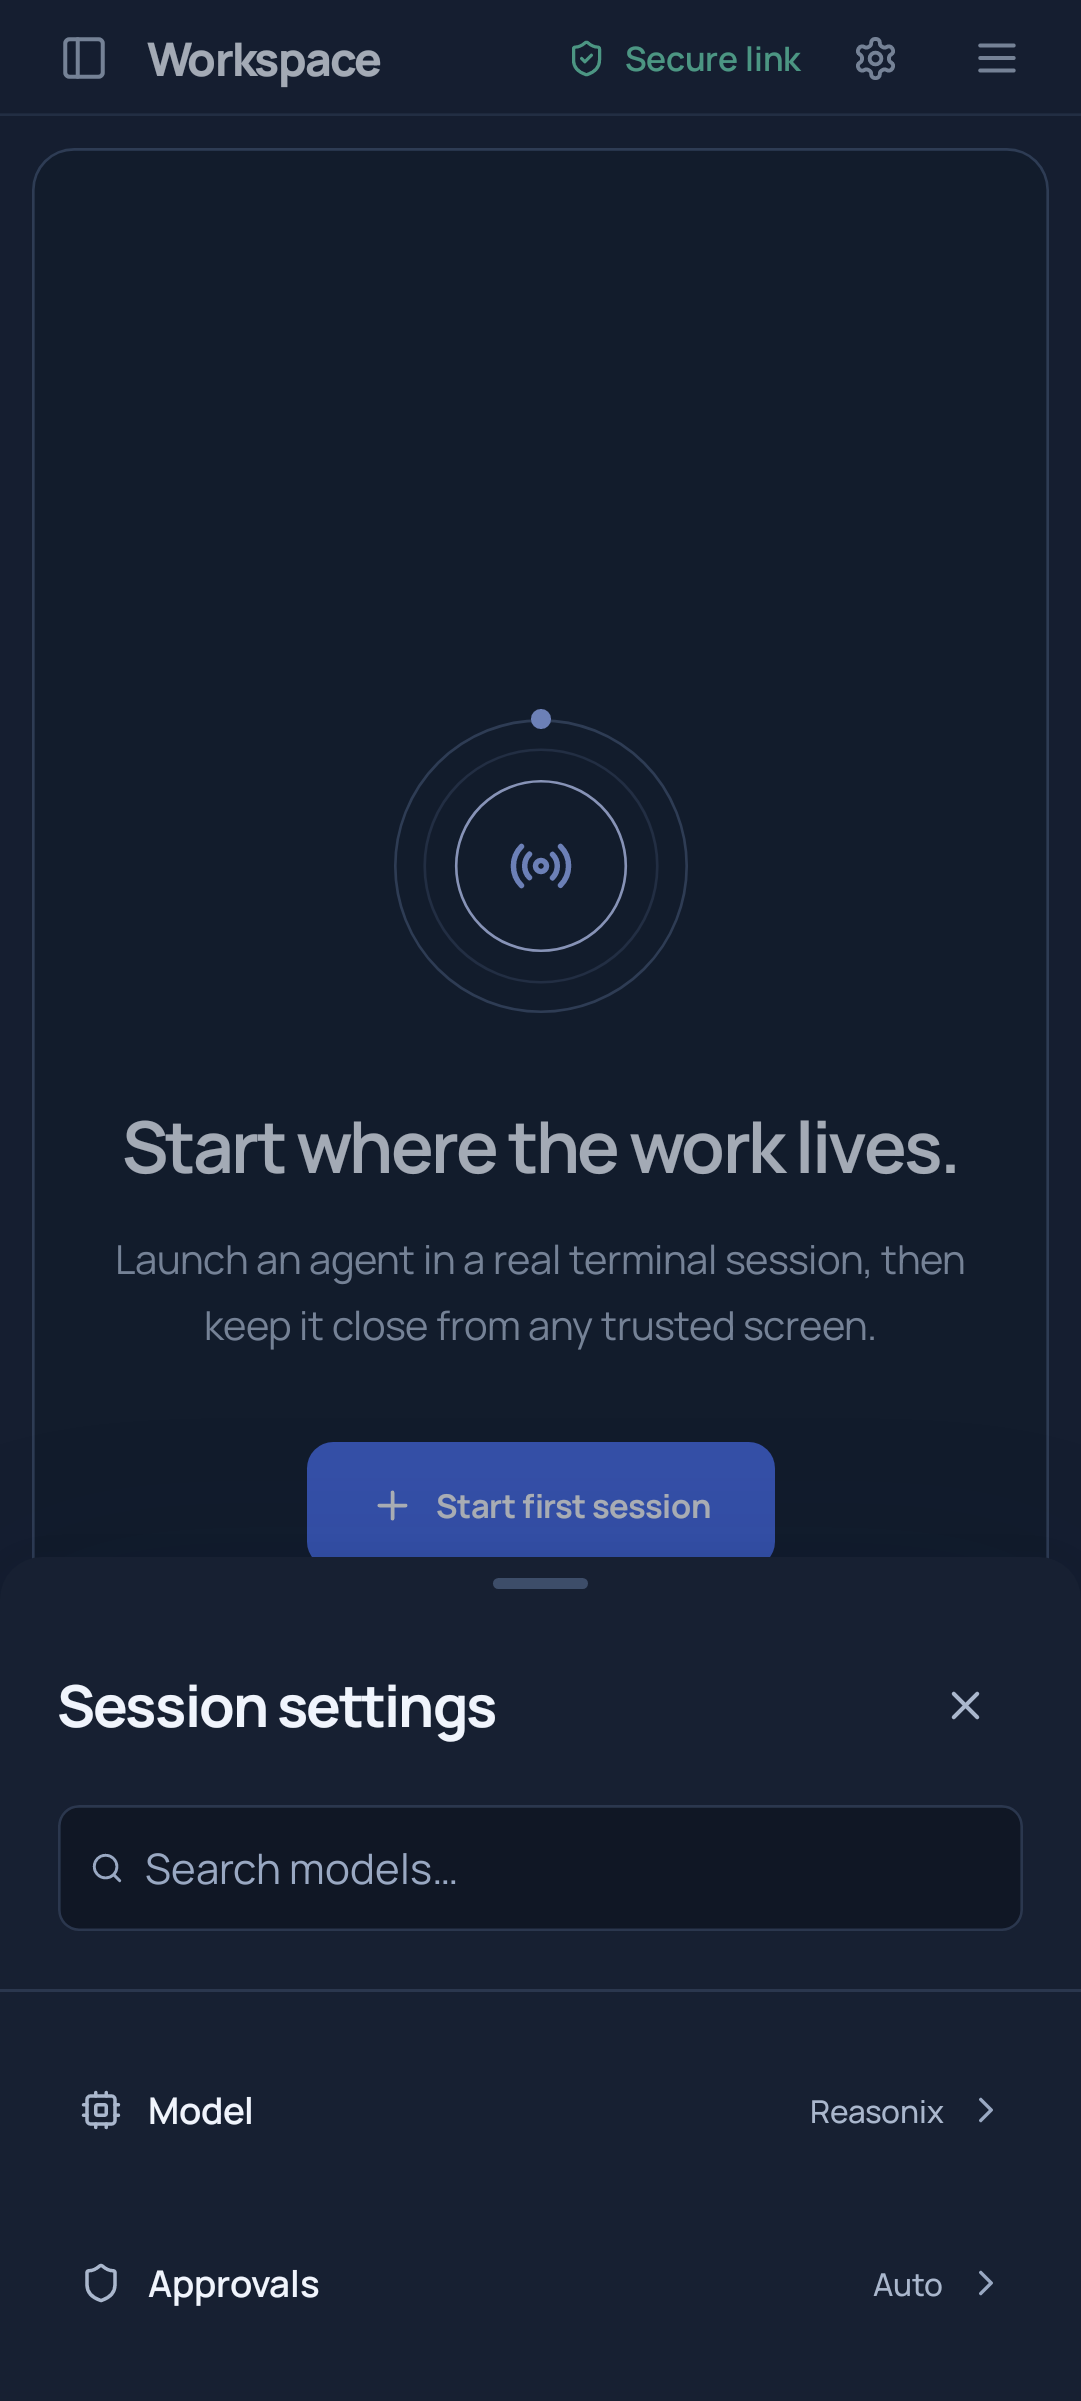 Workspace
Secure link
Start where the work lives.
Launch an agent in a real terminal session, then
keep it close from any trusted screen.
Start first session
Session settings
Search models...
Model
Reasonix
Approvals
Auto